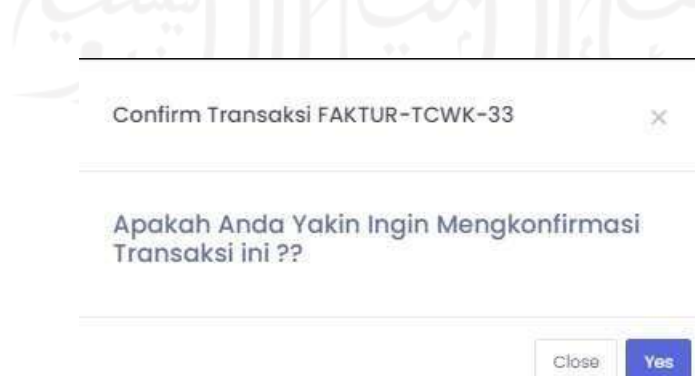 Confirm Transaksi FAKTUR-TCWK-33
×
Apakah Anda Yakin Ingin Mengkonfirmasi
Transaksi ini ??
Close
Yes